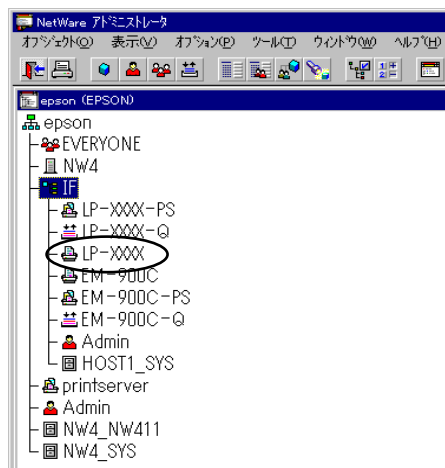 NetWare アドミニストレータ
オブジェクト(O) 表示(V) オプション(P) ツール(T) ウィンドウ(W) ヘルプ(H)
epson (EPSON)
epson
EVERYONE
NW4
IF
LP-XXXX-PS
LP-XXXX-Q
LP-XXXX
EM-900C
EM-900C-PS
EM-900C-Q
Admin
HOST1_SYS
printserver
Admin
NW4_NW411
NW4_SYS